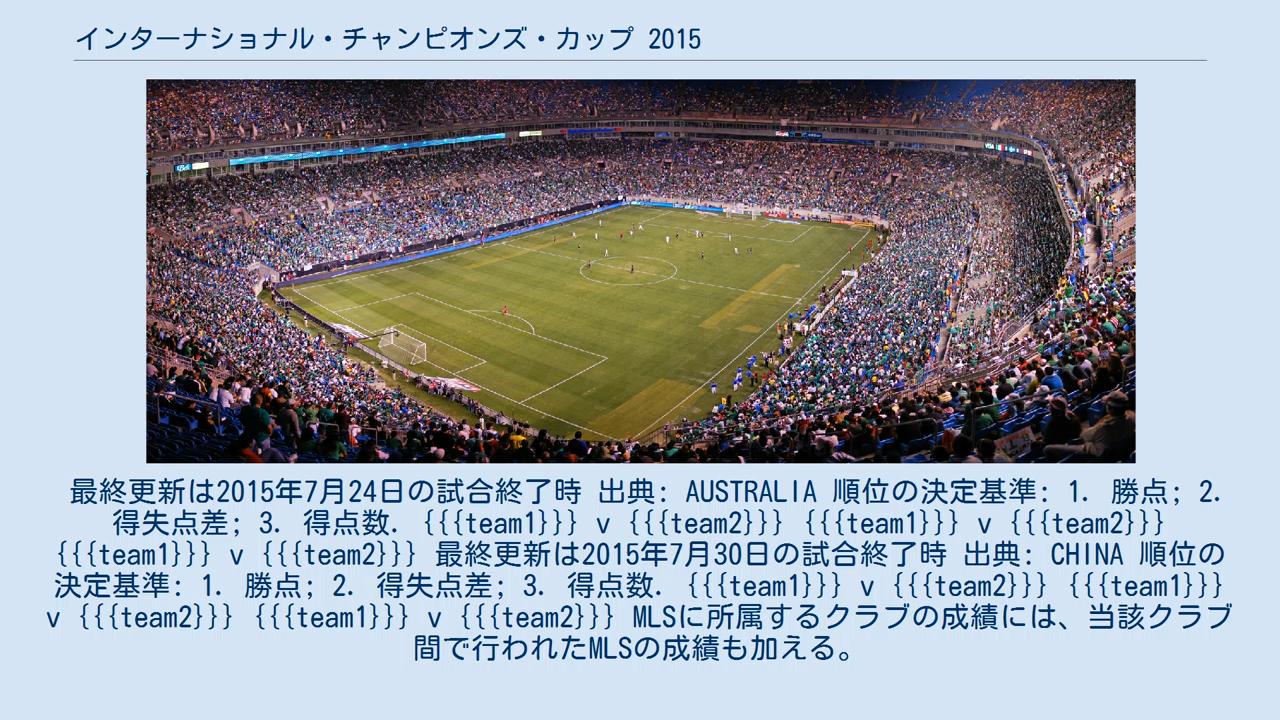 インターナショナル・チャンピオンズ・カップ 2015
最終更新は2015年7月24日の試合終了時 出典: AUSTRALIA 順位の決定基準: 1. 勝点; 2.
得失点差; 3. 得点数. {{{team1}}} v {{{team2}}} {{{team1}}} v {{{team2}}}
{{{team1}}} v {{{team2}}} 最終更新は2015年7月30日の試合終了時 出典: CHINA 順位の
決定基準: 1. 勝点; 2. 得失点差; 3. 得点数. {{{team1}}} v {{{team2}}} {{{team1}}}
v {{{team2}}} {{{team1}}} v {{{team2}}} MLSに所属するクラブの成績には、当該クラブ
間で行われたMLSの成績も加える。